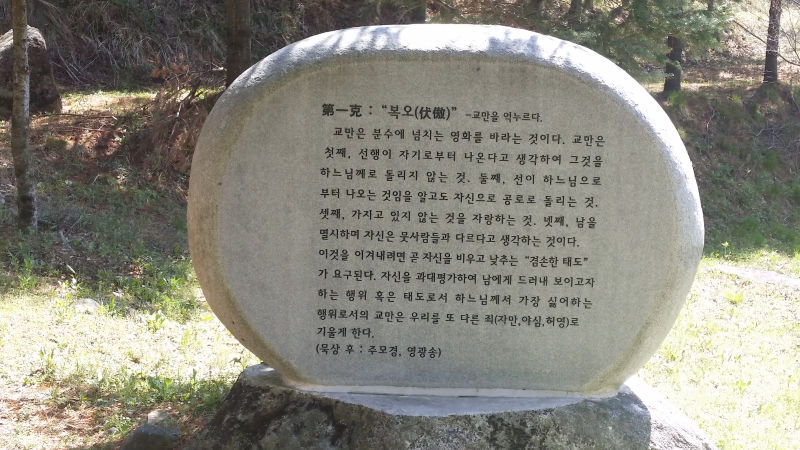 第一克 : "복오(伏傲)" -교만을 억누르다.
교만은 분수에 넘치는 영화를 바라는 것이다. 교만은
첫째, 선행이 자기로부터 나온다고 생각하여 그것을
하느님께로 돌리지 않는 것. 둘째, 선이 하느님으로
부터 나오는 것임을 알고도 자신으로 공로로 돌리는 것.
셋째, 가지고 있지 않는 것을 자랑하는 것. 넷째, 남을
멸시하며 자신은 뭇사람들과 다르다고 생각하는 것이다.
이것을 이겨내려면 곧 자신을 비우고 낮추는 "겸손한 태도"
가 요구된다. 자신을 과대평가하여 남에게 드러내 보이고자
하는 행위 혹은 태도로서 하느님께서 가장 싫어하는
행위로서의 교만은 우리를 또 다른 죄(자만,야심,허영)로
기울게 한다.
(묵상 후 : 주모경, 영광송)